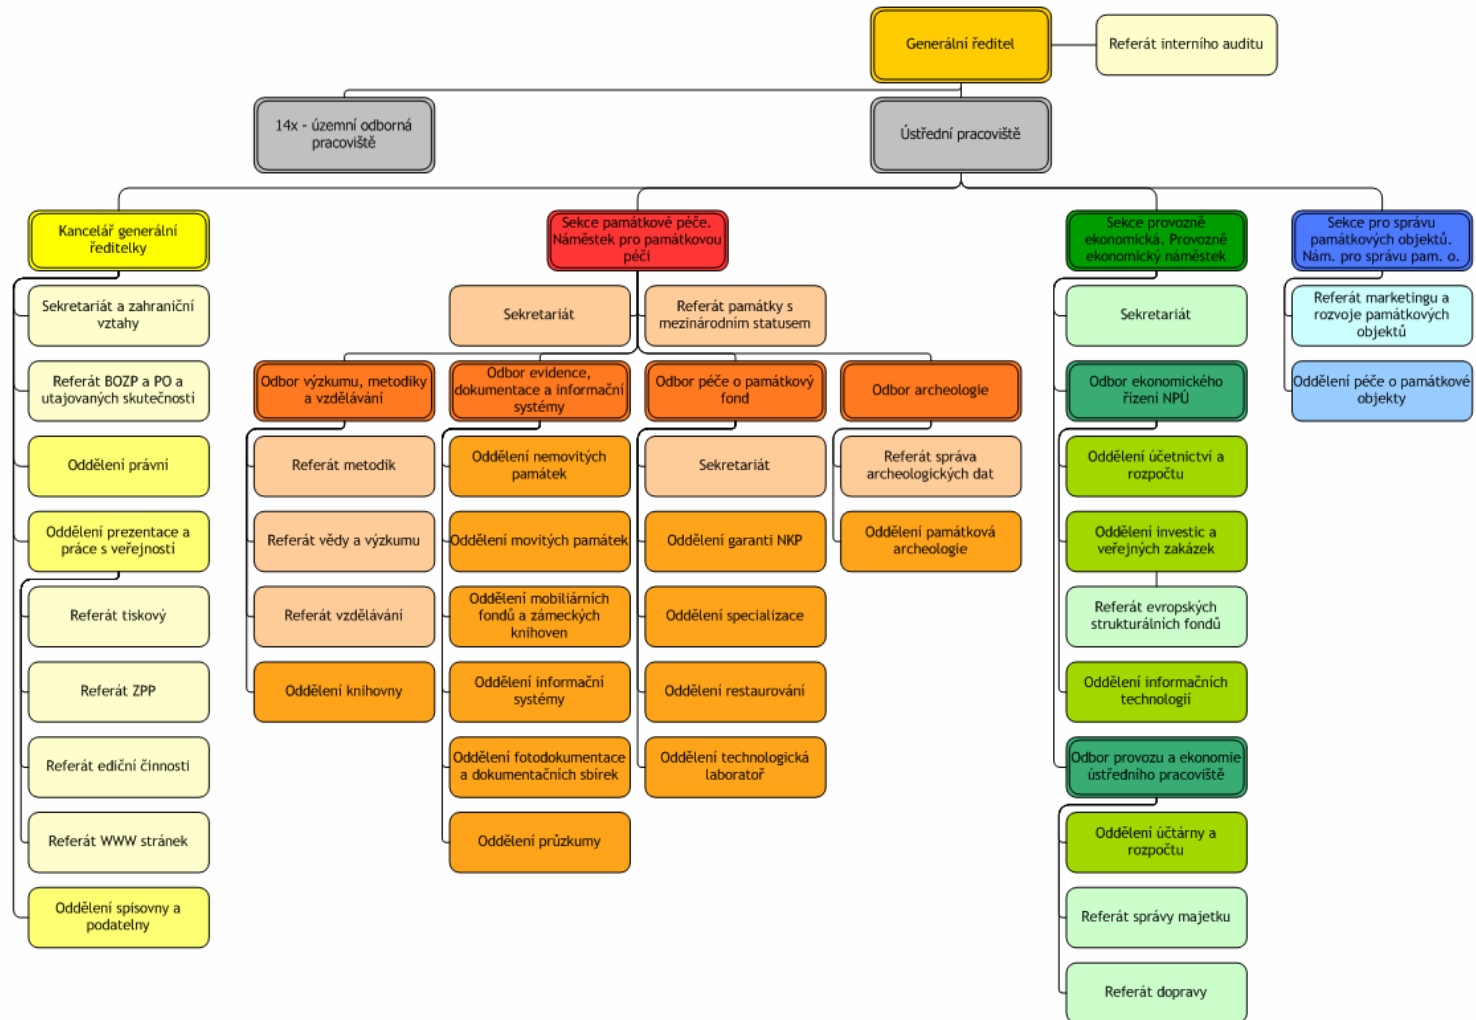 Generální ředitel
Referát interního auditu
14x - územní odborná
pracoviště
Ústřední pracoviště
Kancelář generální
ředitelky
Sekretariát a zahraniční
vztahy
Referát BOZP a PO a
utajovaných skutečností
Oddělení právní
Oddělení prezentace a
práce s veřejností
Referát tiskový
Referát ZPP
Referát ediční činnosti
Referát WWW stránek
Oddělení spisovny a
podatelny
Sekce památkové péče.
Náměstek pro památkovou
péči
Sekretariát
Referát památky s
mezinárodním statusem
Odbor výzkumu, metodiky
a vzdělávání
Referát metodik
Referát vědy a výzkumu
Referát vzdělávání
Oddělení knihovny
Odbor evidence,
dokumentace a informační
systémy
Oddělení nemovitých
památek
Oddělení movitých památek
Oddělení mobiliárních
fondů a zámeckých
knihoven
Oddělení informační
systémy
Oddělení fotodokumentace
a dokumentačních sbírek
Oddělení průzkumy
Odbor péče o památkový
fond
Sekretariát
Oddělení garanti NKP
Oddělení specializace
Oddělení restaurování
Oddělení technologická
laboratoř
Odbor archeologie
Referát správa
archeologických dat
Oddělení památková
archeologie
Sekce provozně
ekonomická. Provozně
ekonomický náměstek
Sekretariát
Odbor ekonomického
řízení NPÚ
Oddělení účetnictví a
rozpočtu
Oddělení investic a
veřejných zakázek
Referát evropských
strukturálních fondů
Oddělení informačních
technologií
Odbor provozu a ekonomie
ústředního pracoviště
Oddělení účtárny a
rozpočtu
Referát správy majetku
Referát dopravy
Sekce pro správu
památkových objektů.
Nám. pro správu pam. o.
Referát marketingu a
rozvoje památkových
objektů
Oddělení péče o památkové
objekty